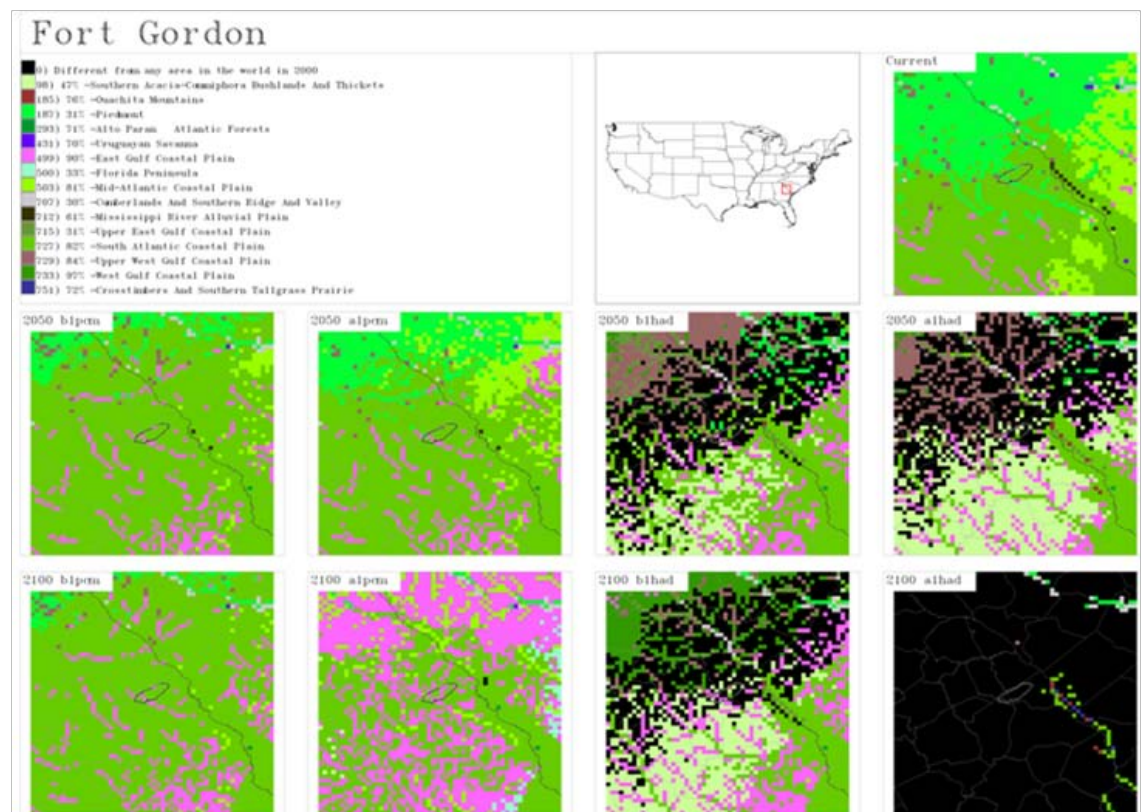 Fort Gordon
0) Different from any area in the world in 2000
98) 47% -Southern Acacia-Commiphora Bushlands And Thickets
185) 76% -Ouachita Mountains
187) 31% -Piedmont
293) 71% -Alto Paran Atlantic Forests
431) 70% -Uruguayan Savanna
499) 90% -East Gulf Coastal Plain
500) 33% -Florida Peninsula
503) 81% -Mid-Atlantic Coastal Plain
707) 30% -Cumberlands And Southern Ridge And Valley
712) 61% -Mississippi River Alluvial Plain
715) 31% -Upper East Gulf Coastal Plain
727) 82% -South Atlantic Coastal Plain
729) 84% -Upper West Gulf Coastal Plain
733) 97% -West Gulf Coastal Plain
751) 72% -Crosstimbers And Southern Tallgrass Prairie
Current
2050 b1pcm
2050 a1pcm
2050 b1had
2050 a1had
2100 b1pcm
2100 a1pcm
2100 b1had
2100 a1had